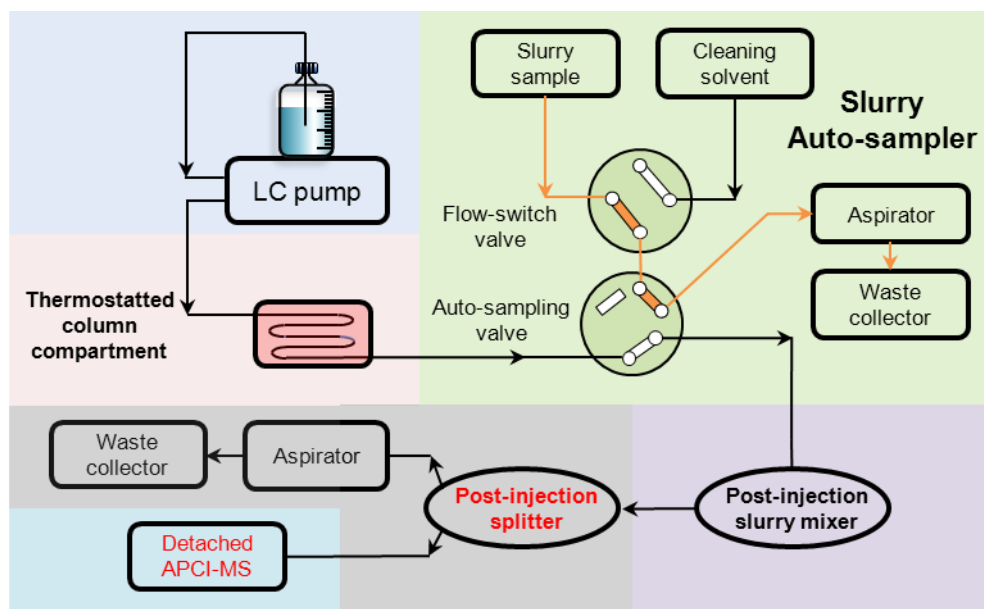 Slurry
sample
Cleaning
solvent
Slurry
Auto-sampler
LC pump
Flow-switch
valve
Aspirator
Thermostatted
column
compartment
Auto-sampling
valve
Waste
collector
Waste
collector
Aspirator
Post-injection
splitter
Post-injection
slurry mixer
Detached
APCI-MS